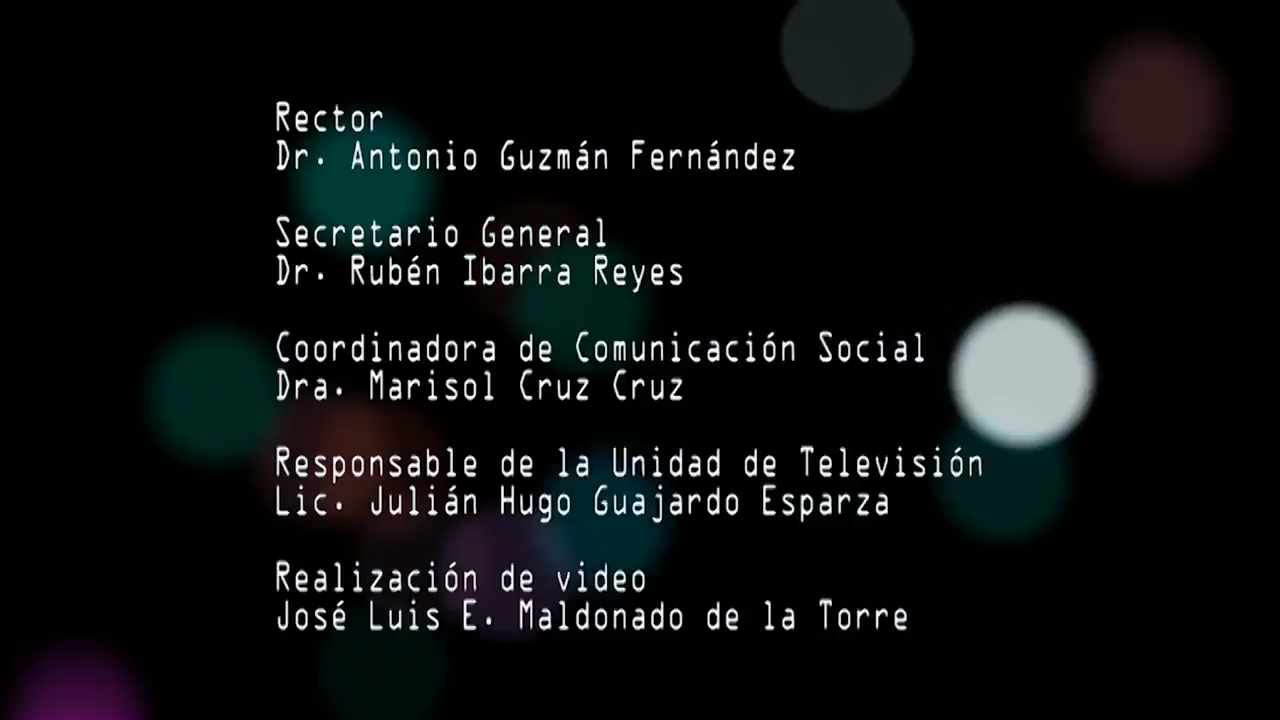 Rector
Dr. Antonio Guzmán Fernández
Secretario General
Dr. Rubén Ibarra Reyes
Coordinadora de Comunicación Social
Dra. Marisol Cruz Cruz
Responsable de la Unidad de Televisión
Lic. Julián Hugo Guajardo Esparza
Realización de video
José Luis E. Maldonado de la Torre